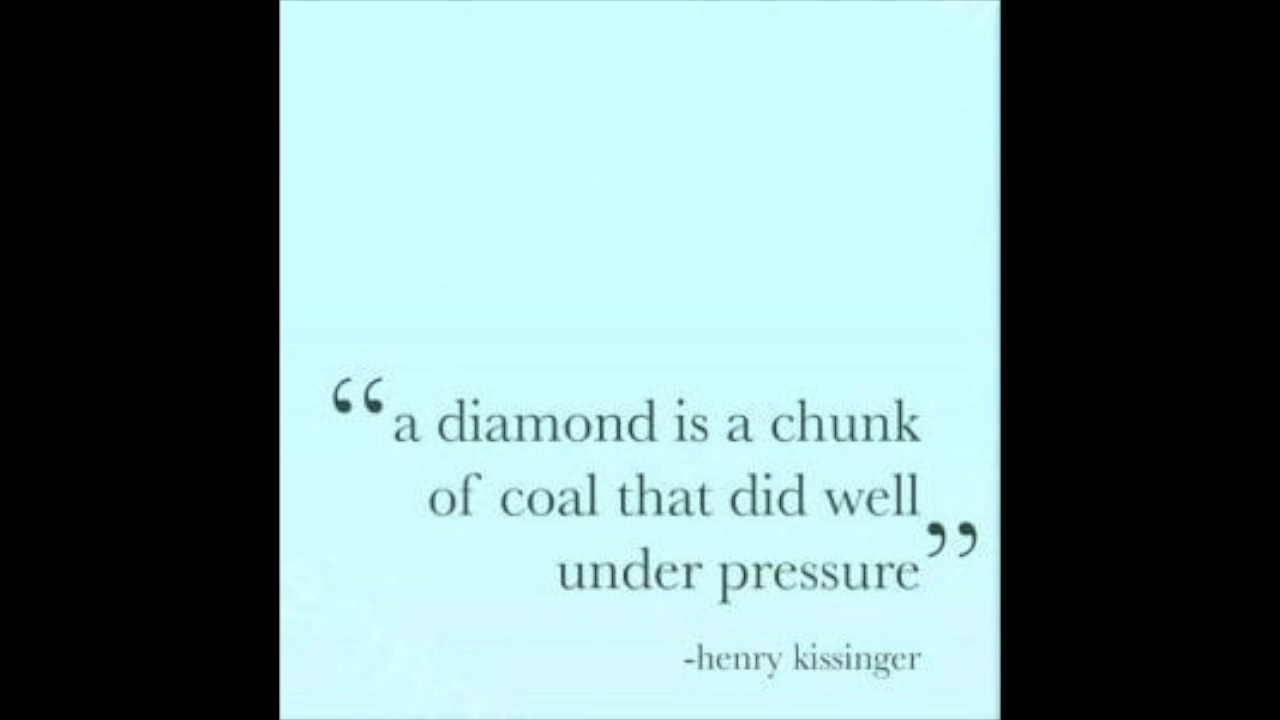 “a diamond is a chunk
of coal that did well
under pressure”
-henry kissinger